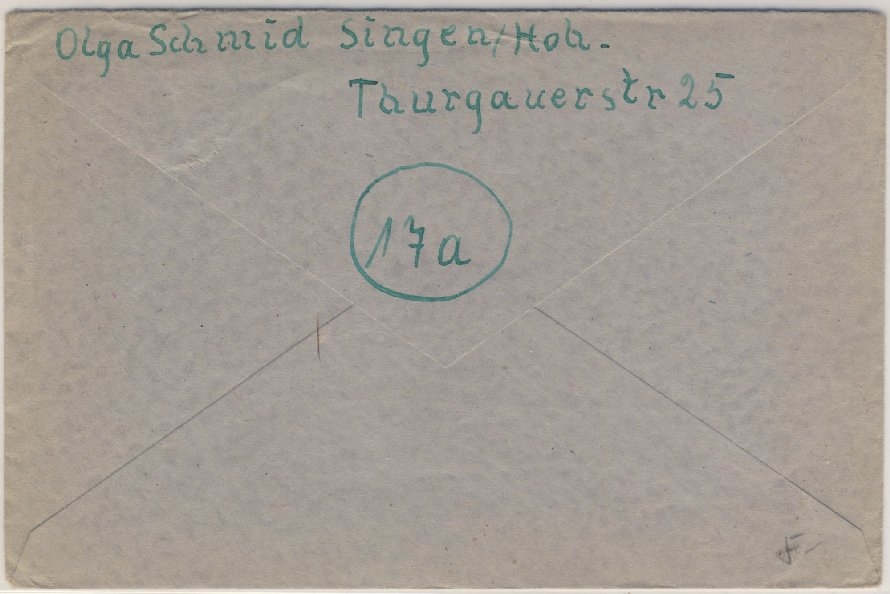 Olga Schmid Singen/Hoh.
Thurgauerstr 25
17a